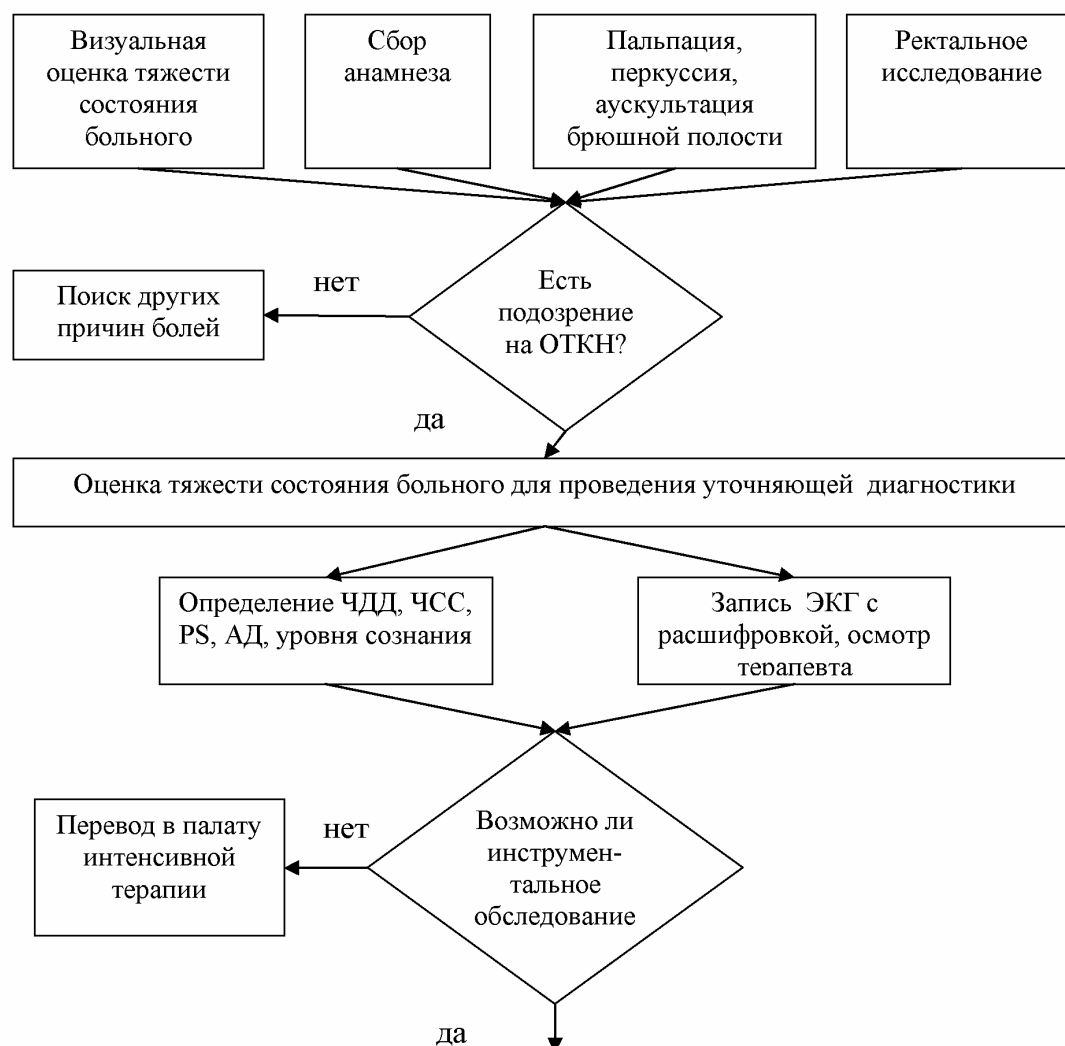 Визуальная
оценка тяжести
состояния
больного
Сбор
анамнеза
Пальпация,
перкуссия,
аускультация
брюшной полости
Ректальное
исследование
Есть
подозрение
на ОТКН?
нет
Поиск других
причин болей
да
Оценка тяжести состояния больного для проведения уточняющей диагностики
Определение ЧДД, ЧСС,
PS, АД, уровня сознания
Запись ЭКГ с
расшифровкой, осмотр
терапевта
Возможно ли
инструмен-
тальное
обследование
нет
Перевод в палату
интенсивной
терапии
да